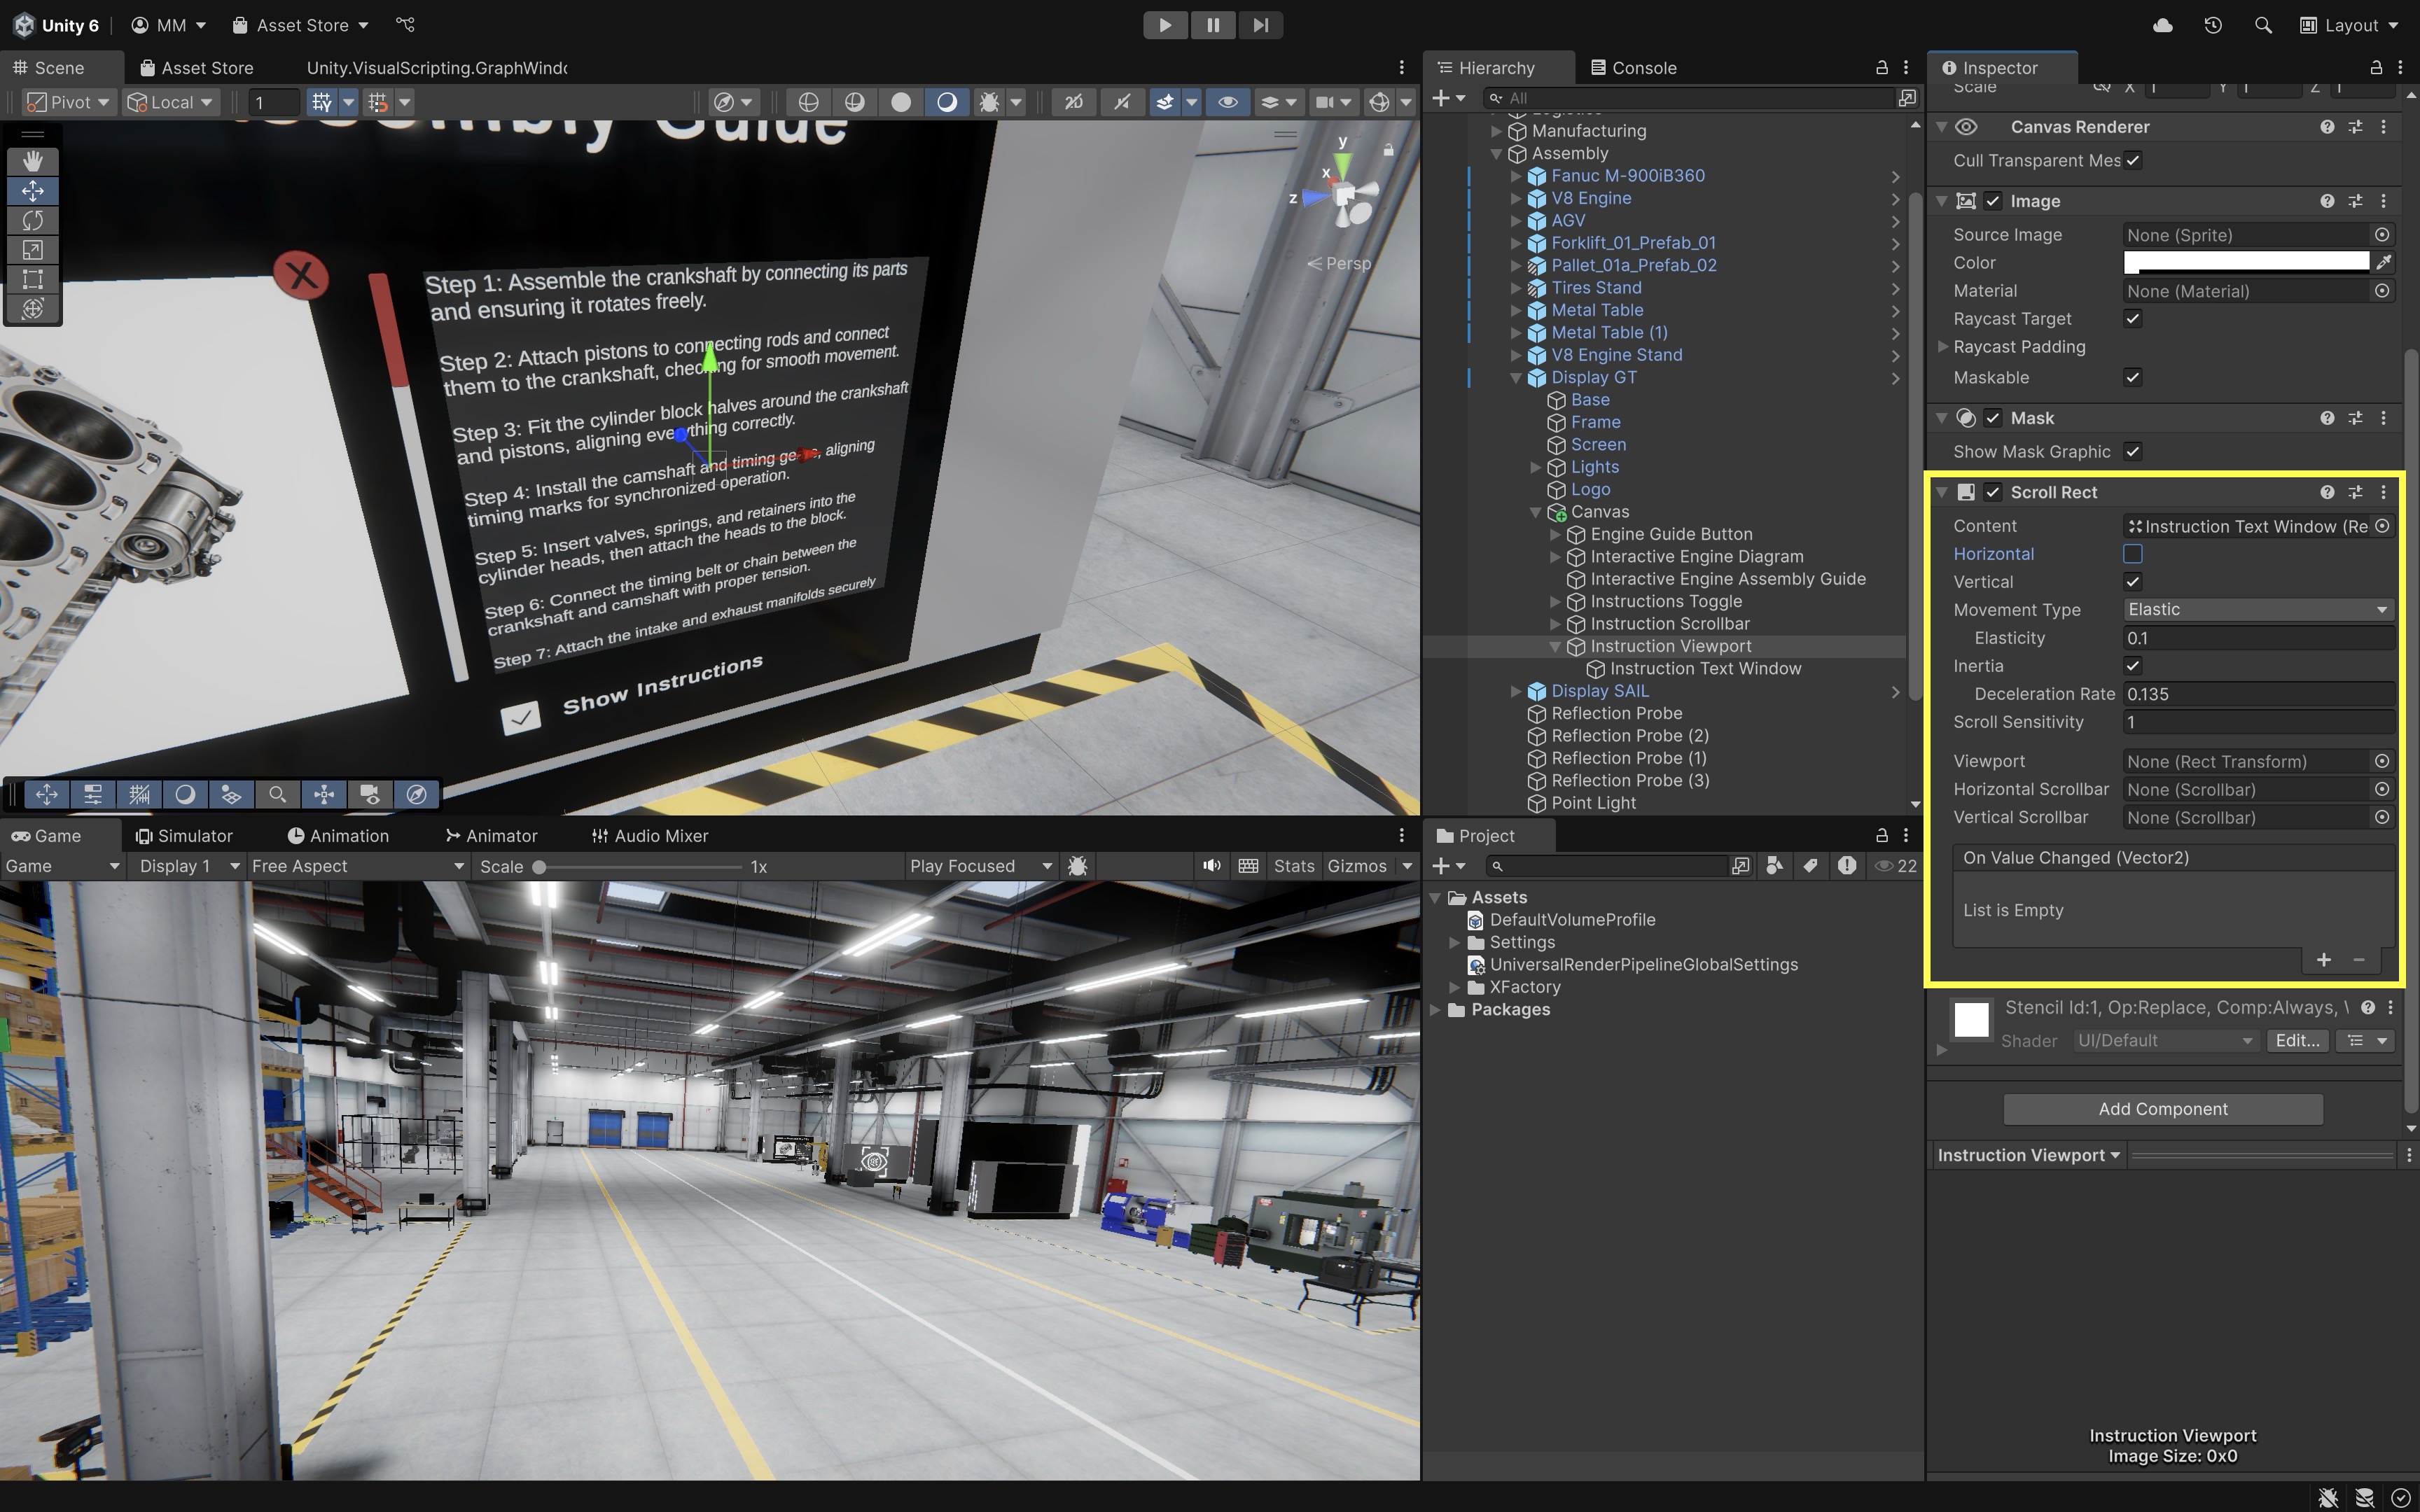 Unity 6
MM
Asset Store
Layout
Scene
Asset Store
Unity.VisualScripting.GraphWindo
Hierarchy
Console
Inspector
Pivot
Local
1
2D
All
Scale
X
1
Y
1
Z
1
Assembly Guide
y
x
z
Persp
X
Step 1: Assemble the crankshaft by connecting its parts
and ensuring it rotates freely.
Step 2: Attach pistons to connecting rods and connect
them to the crankshaft, checking for smooth movement.
Step 3: Fit the cylinder block halves around the crankshaft
and pistons, aligning everything correctly.
Step 4: Install the camshaft and timing gears, aligning
timing marks for synchronized operation.
Step 5: Insert valves, springs, and retainers into the
cylinder heads, then attach the heads to the block.
Step 6: Connect the timing belt or chain between the
crankshaft and camshaft with proper tension.
Step 7: Attach the intake and exhaust manifolds securely
Show Instructions
Manufacturing
Assembly
Fanuc M-900iB360
V8 Engine
AGV
Forklift_01_Prefab_01
Pallet_01a_Prefab_02
Tires Stand
Metal Table
Metal Table (1)
V8 Engine Stand
Display GT
Base
Frame
Screen
Lights
Logo
Canvas
Engine Guide Button
Interactive Engine Diagram
Interactive Engine Assembly Guide
Instructions Toggle
Instruction Scrollbar
Instruction Viewport
Instruction Text Window
Display SAIL
Reflection Probe
Reflection Probe (2)
Reflection Probe (1)
Reflection Probe (3)
Point Light
Canvas Renderer
Cull Transparent Mes
Image
Source Image
None (Sprite)
Color
Material
None (Material)
Raycast Target
Raycast Padding
Maskable
Mask
Show Mask Graphic
Scroll Rect
Content
Instruction Text Window (Re
Horizontal
Vertical
Movement Type
Elastic
Elasticity
0.1
Inertia
Deceleration Rate
0.135
Scroll Sensitivity
1
Viewport
None (Rect Transform)
Horizontal Scrollbar
None (Scrollbar)
Vertical Scrollbar
None (Scrollbar)
On Value Changed (Vector2)
List is Empty
Stencil Id:1, Op:Replace, Comp:Always, \
Shader
UI/Default
Edit...
Add Component
Instruction Viewport
Instruction Viewport
Image Size: 0x0
Game
Simulator
Animation
Animator
Audio Mixer
Game
Display 1
Free Aspect
Scale
1x
Play Focused
Stats
Gizmos
Project
22
Assets
DefaultVolumeProfile
Settings
UniversalRenderPipelineGlobalSettings
XFactory
Packages